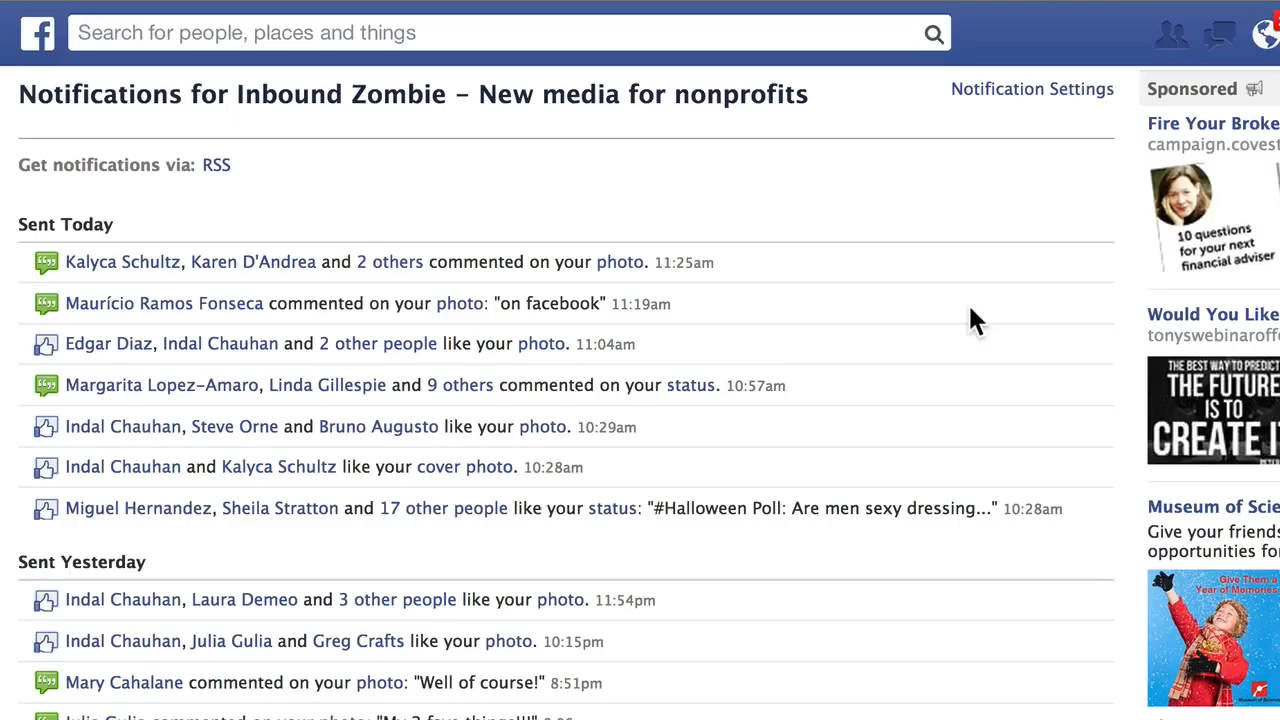 Search for people, places and things
Notifications for Inbound Zombie – New media for nonprofits
Notification Settings
Get notifications via: RSS
Sent Today
Kalyca Schultz, Karen D'Andrea and 2 others commented on your photo. 11:25am
Maurício Ramos Fonseca commented on your photo: "on facebook" 11:19am
Edgar Diaz, Indal Chauhan and 2 other people like your photo. 11:04am
Margarita Lopez-Amaro, Linda Gillespie and 9 others commented on your status. 10:57am
Indal Chauhan, Steve Orne and Bruno Augusto like your photo. 10:29am
Indal Chauhan and Kalyca Schultz like your cover photo. 10:28am
Miguel Hernandez, Sheila Stratton and 17 other people like your status: "#Halloween Poll: Are men sexy dressing..." 10:28am
Sent Yesterday
Indal Chauhan, Laura Demeo and 3 other people like your photo. 11:54pm
Indal Chauhan, Julia Gulia and Greg Crafts like your photo. 10:15pm
Mary Cahalane commented on your photo: "Well of course!" 8:51pm
Sponsored
Fire Your Broke
campaign.covest
10 questions
for your next
financial adviser
Would You Like
tonyswebinaroff
THE BEST WAY TO PREDICT
THE FUTURE
IS TO
CREATE IT
Museum of Scie
Give your friends
opportunities fo
Give Them a
Year of Memories